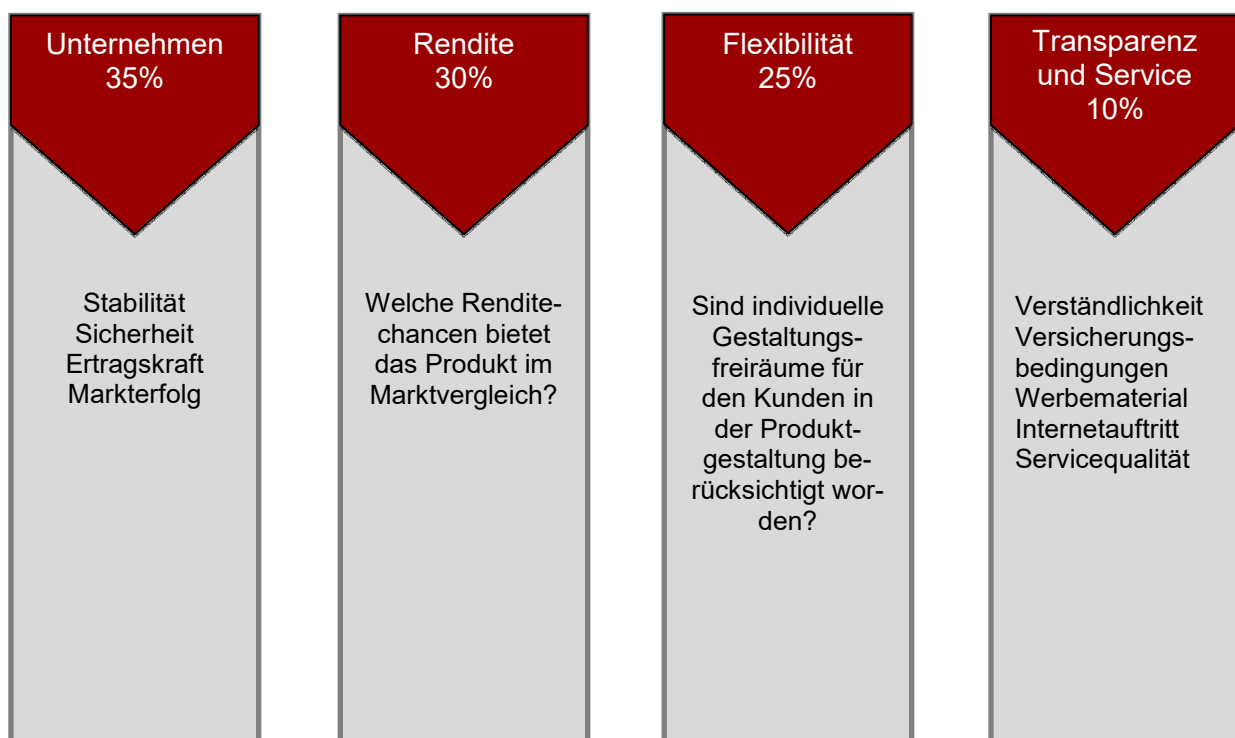 Unternehmen
35%
Stabilität
Sicherheit
Ertragskraft
Markterfolg
Rendite
30%
Welche Rendite-
chancen bietet
das Produkt im
Marktvergleich?
Flexibilität
25%
Sind individuelle
Gestaltungs-
freiräume für
den Kunden in
der Produkt-
gestaltung be-
rücksichtigt wor-
den?
Transparenz
und Service
10%
Verständlichkeit
Versicherungs-
bedingungen
Werbematerial
Internetauftritt
Servicequalität